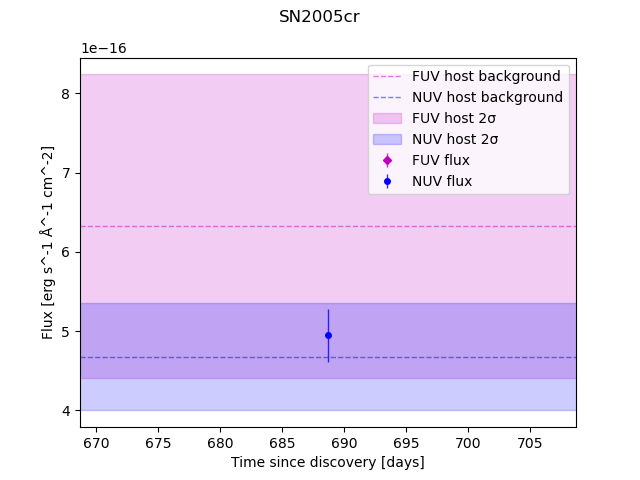 SN2005cr
1e−16
FUV host background
NUV host background
FUV host 2σ
NUV host 2σ
FUV flux
NUV flux
8
7
6
5
4
Flux [erg s^-1 Å^-1 cm^-2]
670 675 680 685 690 695 700 705
Time since discovery [days]